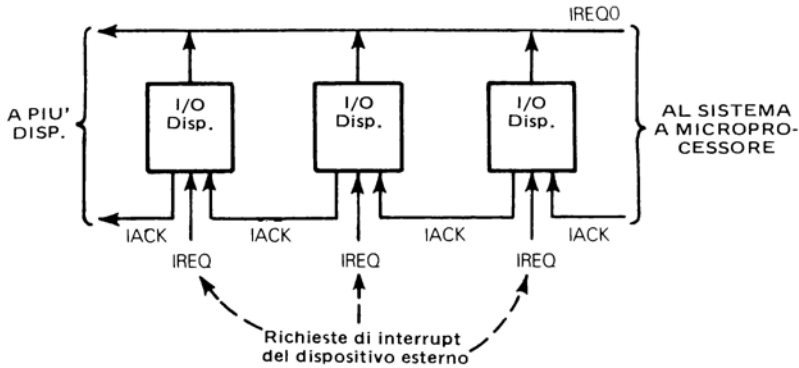 IREQ0
A PIU'
DISP.
I/O
Disp.
I/O
Disp.
I/O
Disp.
AL SISTEMA
A MICROPRO-
CESSORE
IACK
IACK
IACK
IACK
IREQ
IREQ
IREQ
Richieste di interrupt
del dispositivo esterno